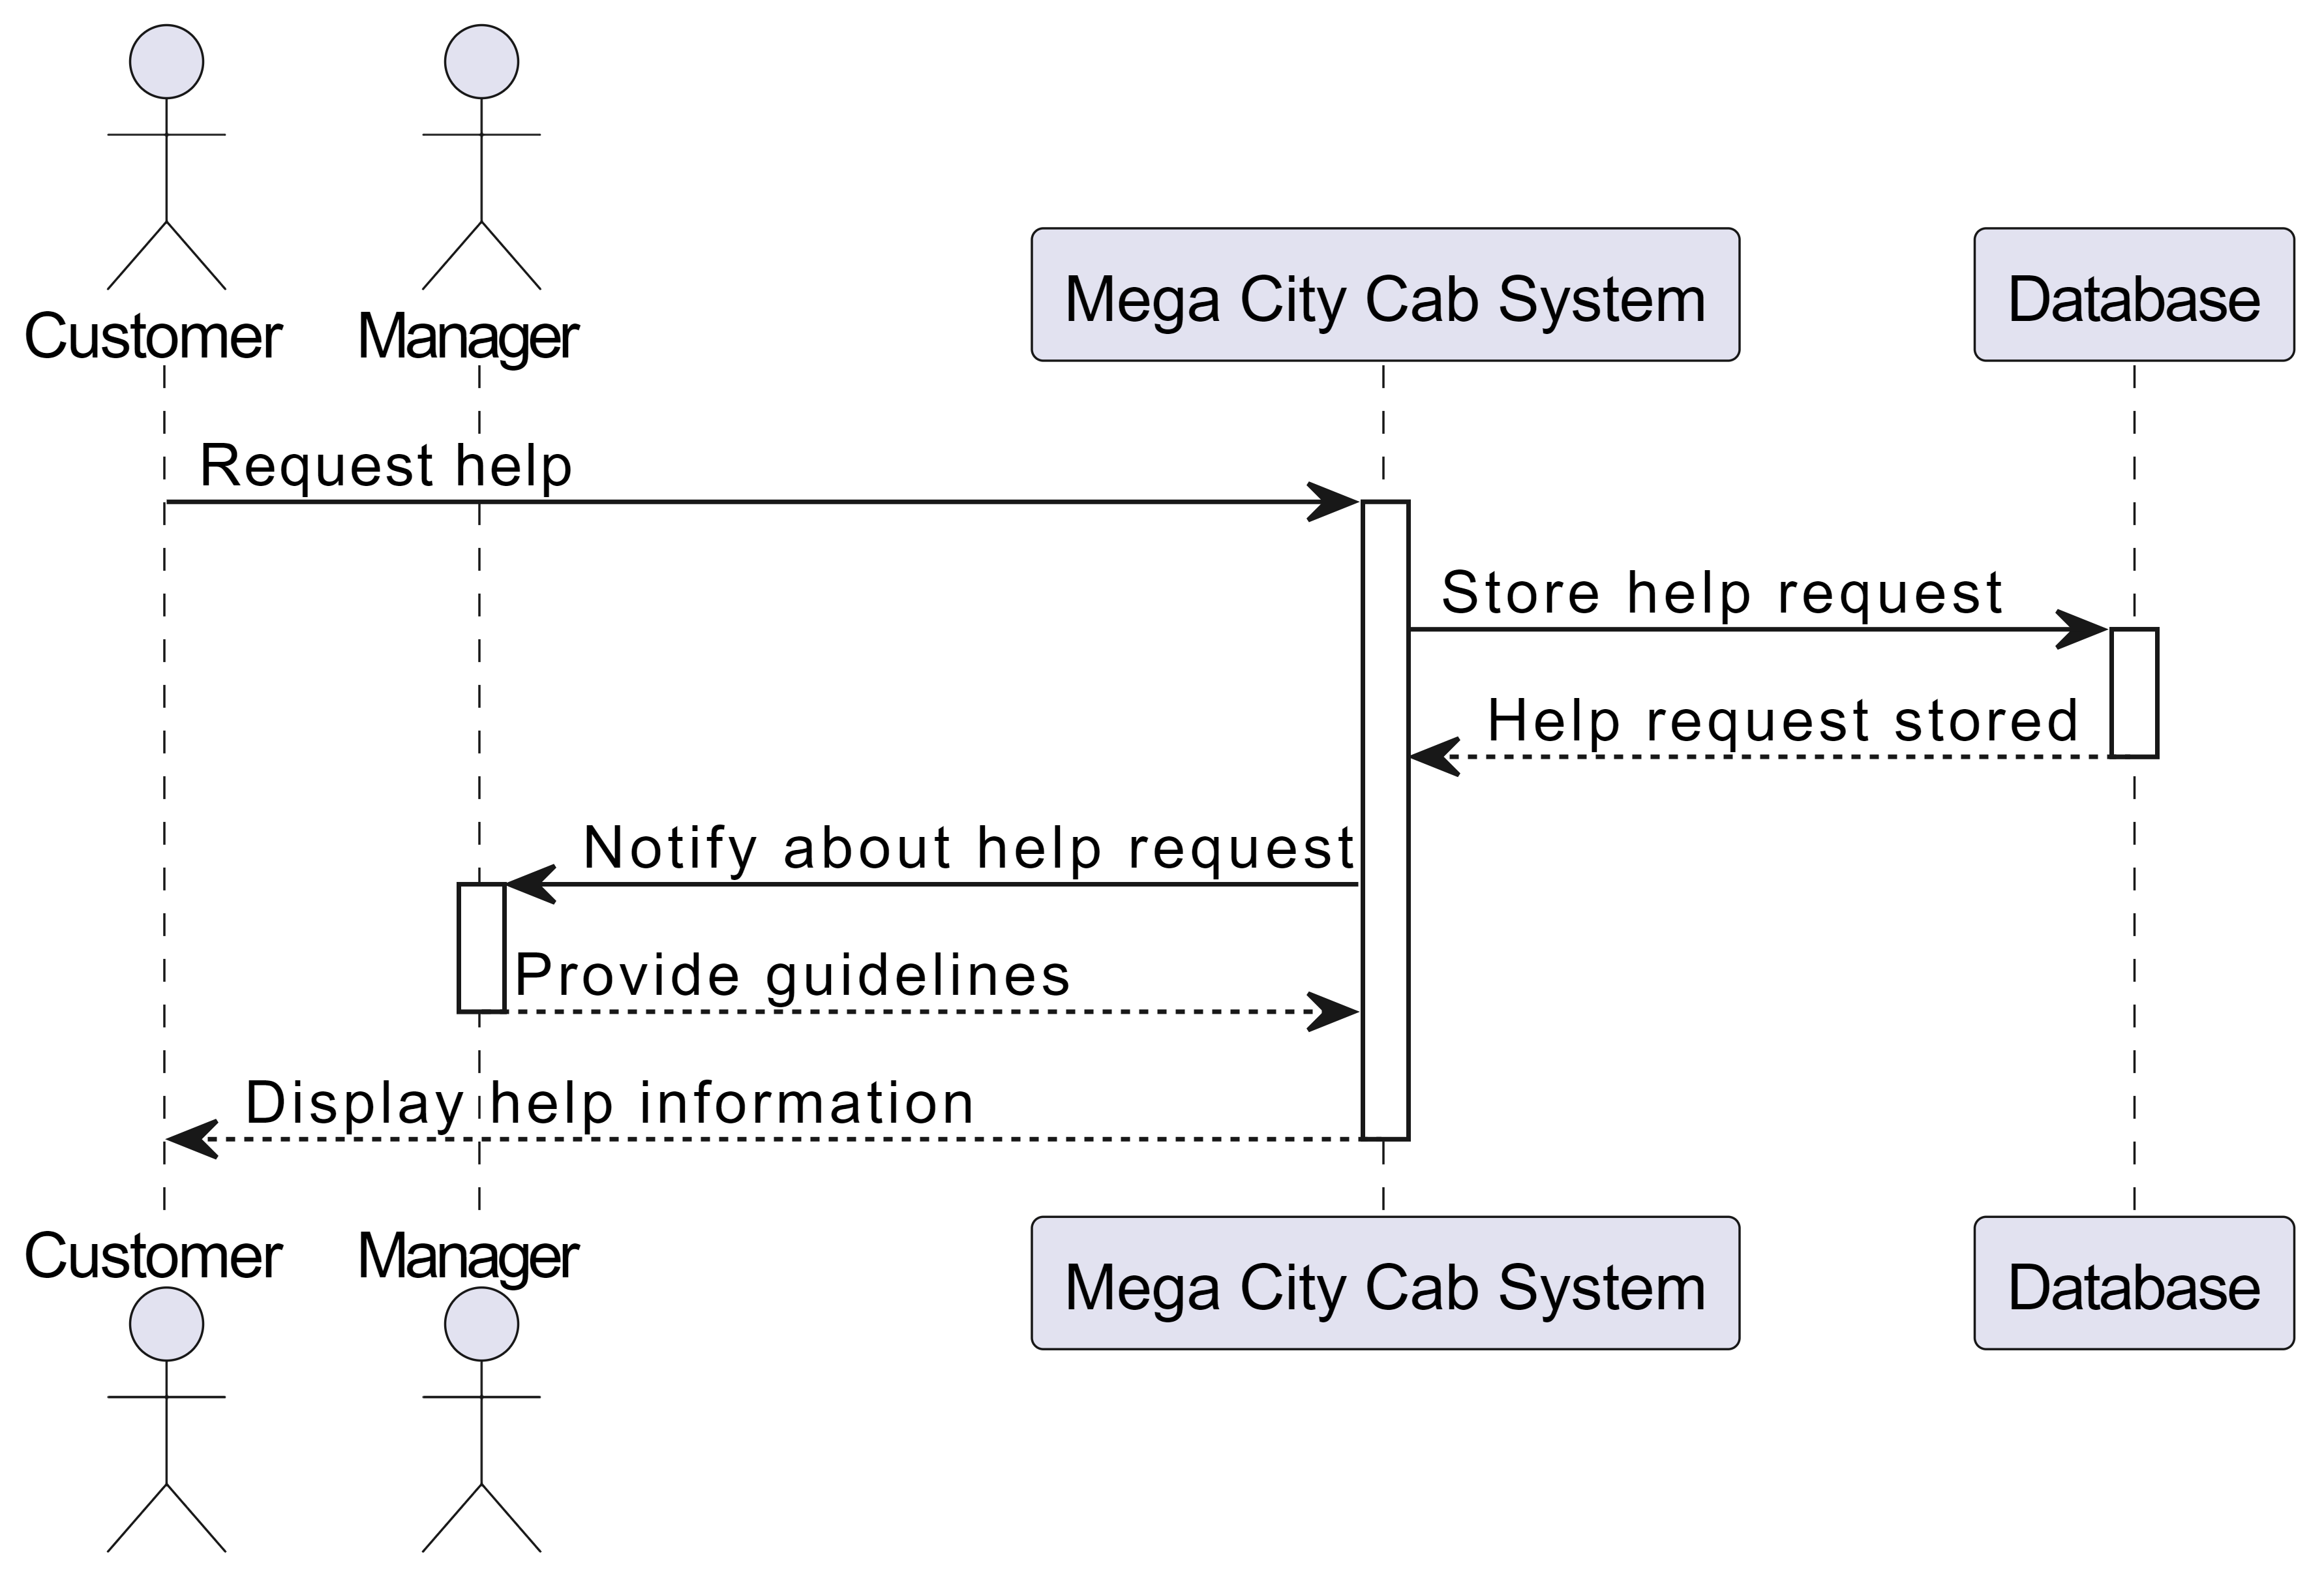 Customer
Manager
Mega City Cab System
Database
Request help
Store help request
Help request stored
Notify about help request
Provide guidelines
Display help information
Customer
Manager
Mega City Cab System
Database